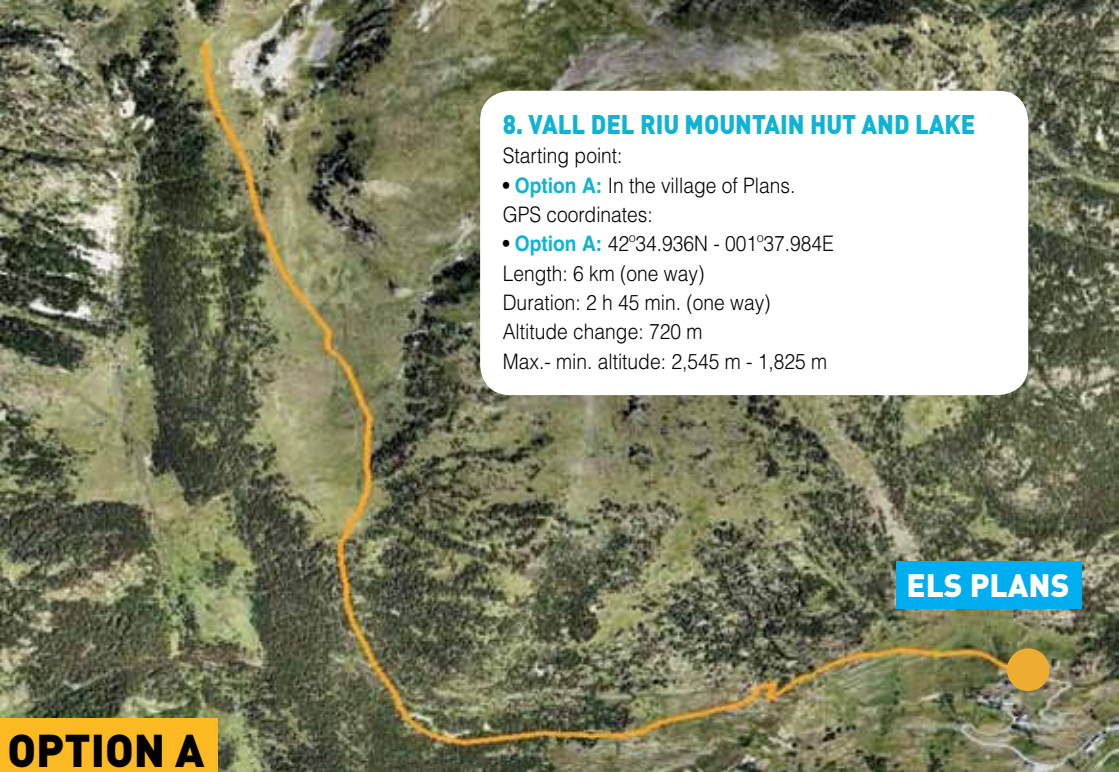 8. VALL DEL RIU MOUNTAIN HUT AND LAKE
Starting point:
• Option A: In the village of Plans.
GPS coordinates:
• Option A: 42º34.936N - 001º37.984E
Length: 6 km (one way)
Duration: 2 h 45 min. (one way)
Altitude change: 720 m
Max.- min. altitude: 2,545 m - 1,825 m
ELS PLANS
OPTION A